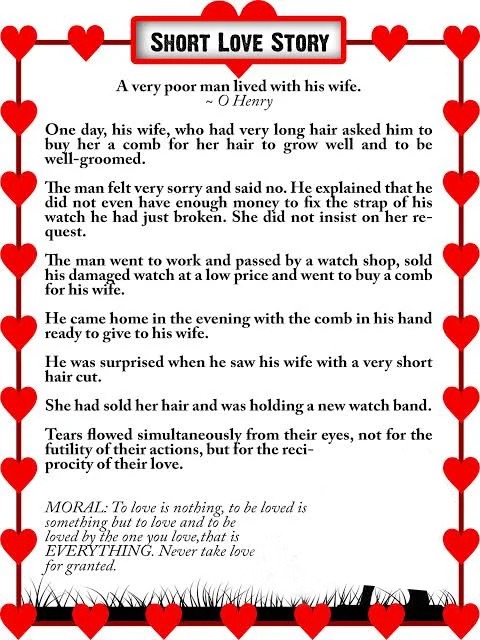 SHORT LOVE STORY
A very poor man lived with his wife.
~ O Henry
One day, his wife, who had very long hair asked him to
buy her a comb for her hair to grow well and to be
well-groomed.
The man felt very sorry and said no. He explained that he
did not even have enough money to fix the strap of his
watch he had just broken. She did not insist on her re-
quest.
The man went to work and passed by a watch shop, sold
his damaged watch at a low price and went to buy a comb
for his wife.
He came home in the evening with the comb in his hand
ready to give to his wife.
He was surprised when he saw his wife with a very short
hair cut.
She had sold her hair and was holding a new watch band.
Tears flowed simultaneously from their eyes, not for the
futility of their actions, but for the reci-
procity of their love.
MORAL: To love is nothing, to be loved is
something but to love and to be
loved by the one you love,that is
EVERYTHING. Never take love
for granted.